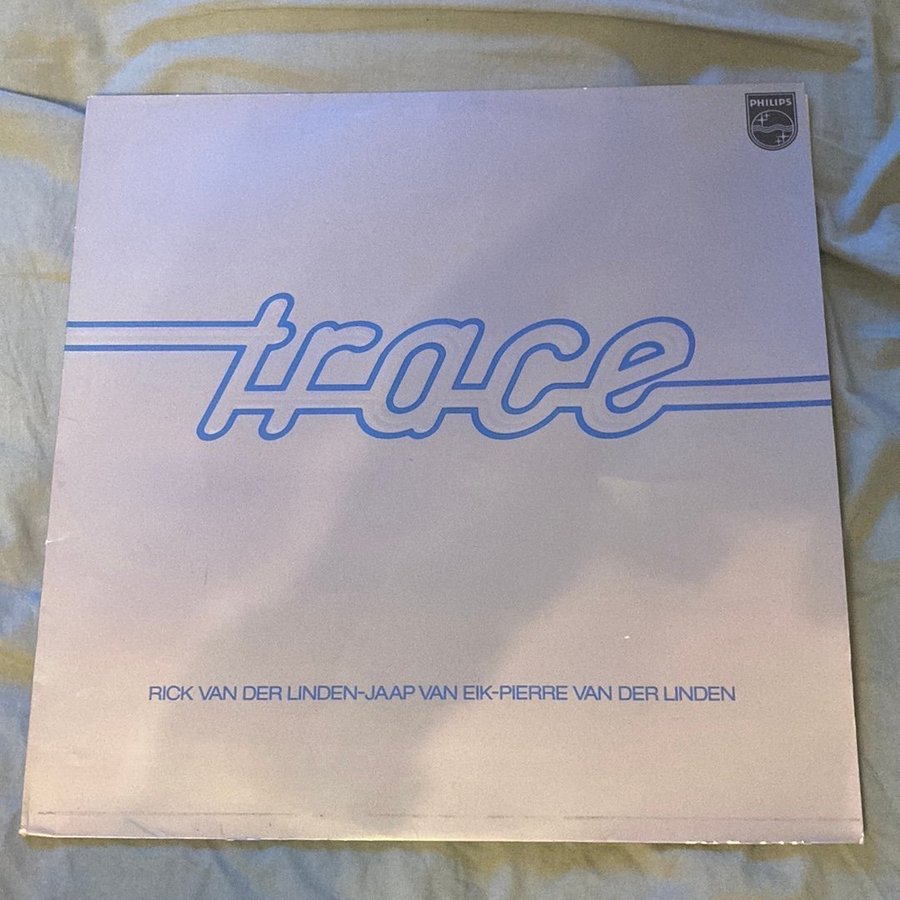 PHILIPS
trace
RICK VAN DER LINDEN-JAAP VAN EIK-PIERRE VAN DER LINDEN